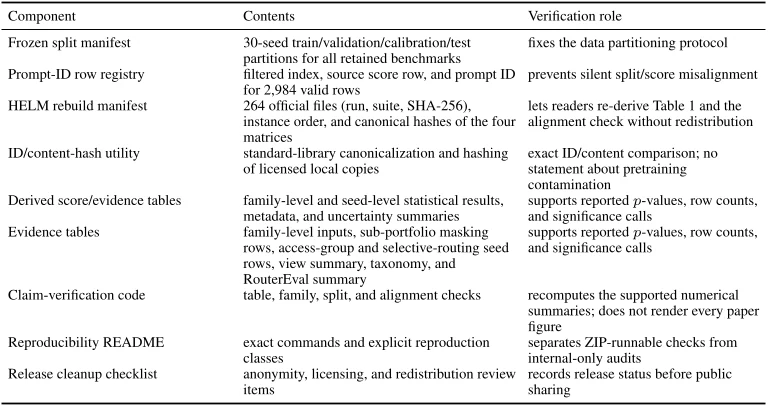 Component Contents Verification role
Frozen split manifest 30-seed train/validation/calibration/test fixes the data partitioning protocol
partitions for all retained benchmarks
Prompt-ID row registry filtered index, source score row, and prompt ID prevents silent split/score misalignment
for 2,984 valid rows
HELM rebuild manifest 264 official files (run, suite, SHA-256), lets readers re-derive Table 1 and the
instance order, and canonical hashes of the four alignment check without redistribution
matrices
ID/content-hash utility standard-library canonicalization and hashing exact ID/content comparison; no
of licensed local copies statement about pretraining
contamination
Derived score/evidence tables family-level and seed-level statistical results, supports reported p-values, row counts,
metadata, and uncertainty summaries and significance calls
Evidence tables family-level inputs, sub-portfolio masking supports reported p-values, row counts,
rows, access-group and selective-routing seed and significance calls
rows, view summary, taxonomy, and
RouterEval summary
Claim-verification code table, family, split, and alignment checks recomputes the supported numerical
summaries; does not render every paper
figure
Reproducibility README exact commands and explicit reproduction separates ZIP-runnable checks from
classes internal-only audits
Release cleanup checklist anonymity, licensing, and redistribution review records release status before public
items sharing